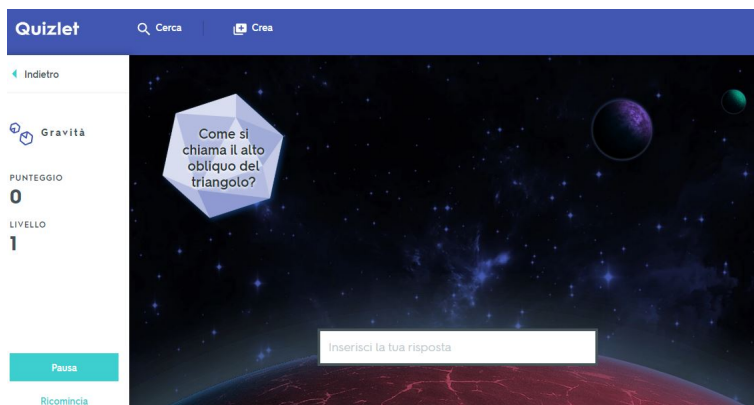 Quizlet
Cerca
Crea
Indietro
Gravità
PUNTEGGIO
0
LIVELLO
1
Pausa
Ricomincia
Come si
chiama il alto
obliquo del
triangolo?
Inserisci la tua risposta